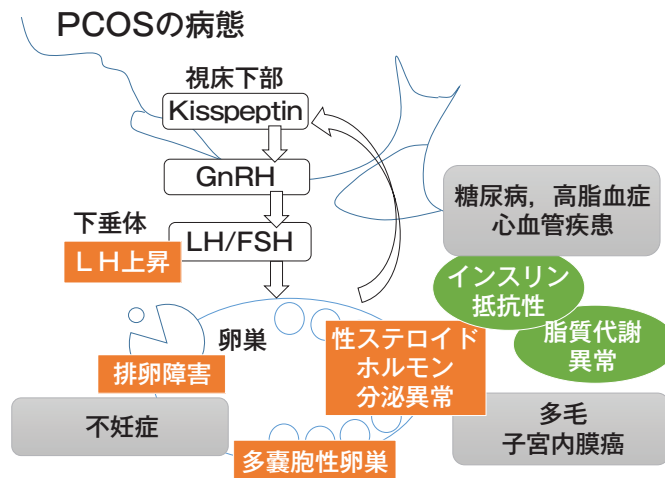 PCOSの病態
視床下部
Kisspeptin
GnRH
下垂体
LH/FSH
LH上昇
糖尿病，高脂血症
心血管疾患
インスリン
抵抗性
脂質代謝
異常
卵巣
性ステロイド
ホルモン
分泌異常
排卵障害
不妊症
多嚢胞性卵巣
多毛
子宮内膜癌